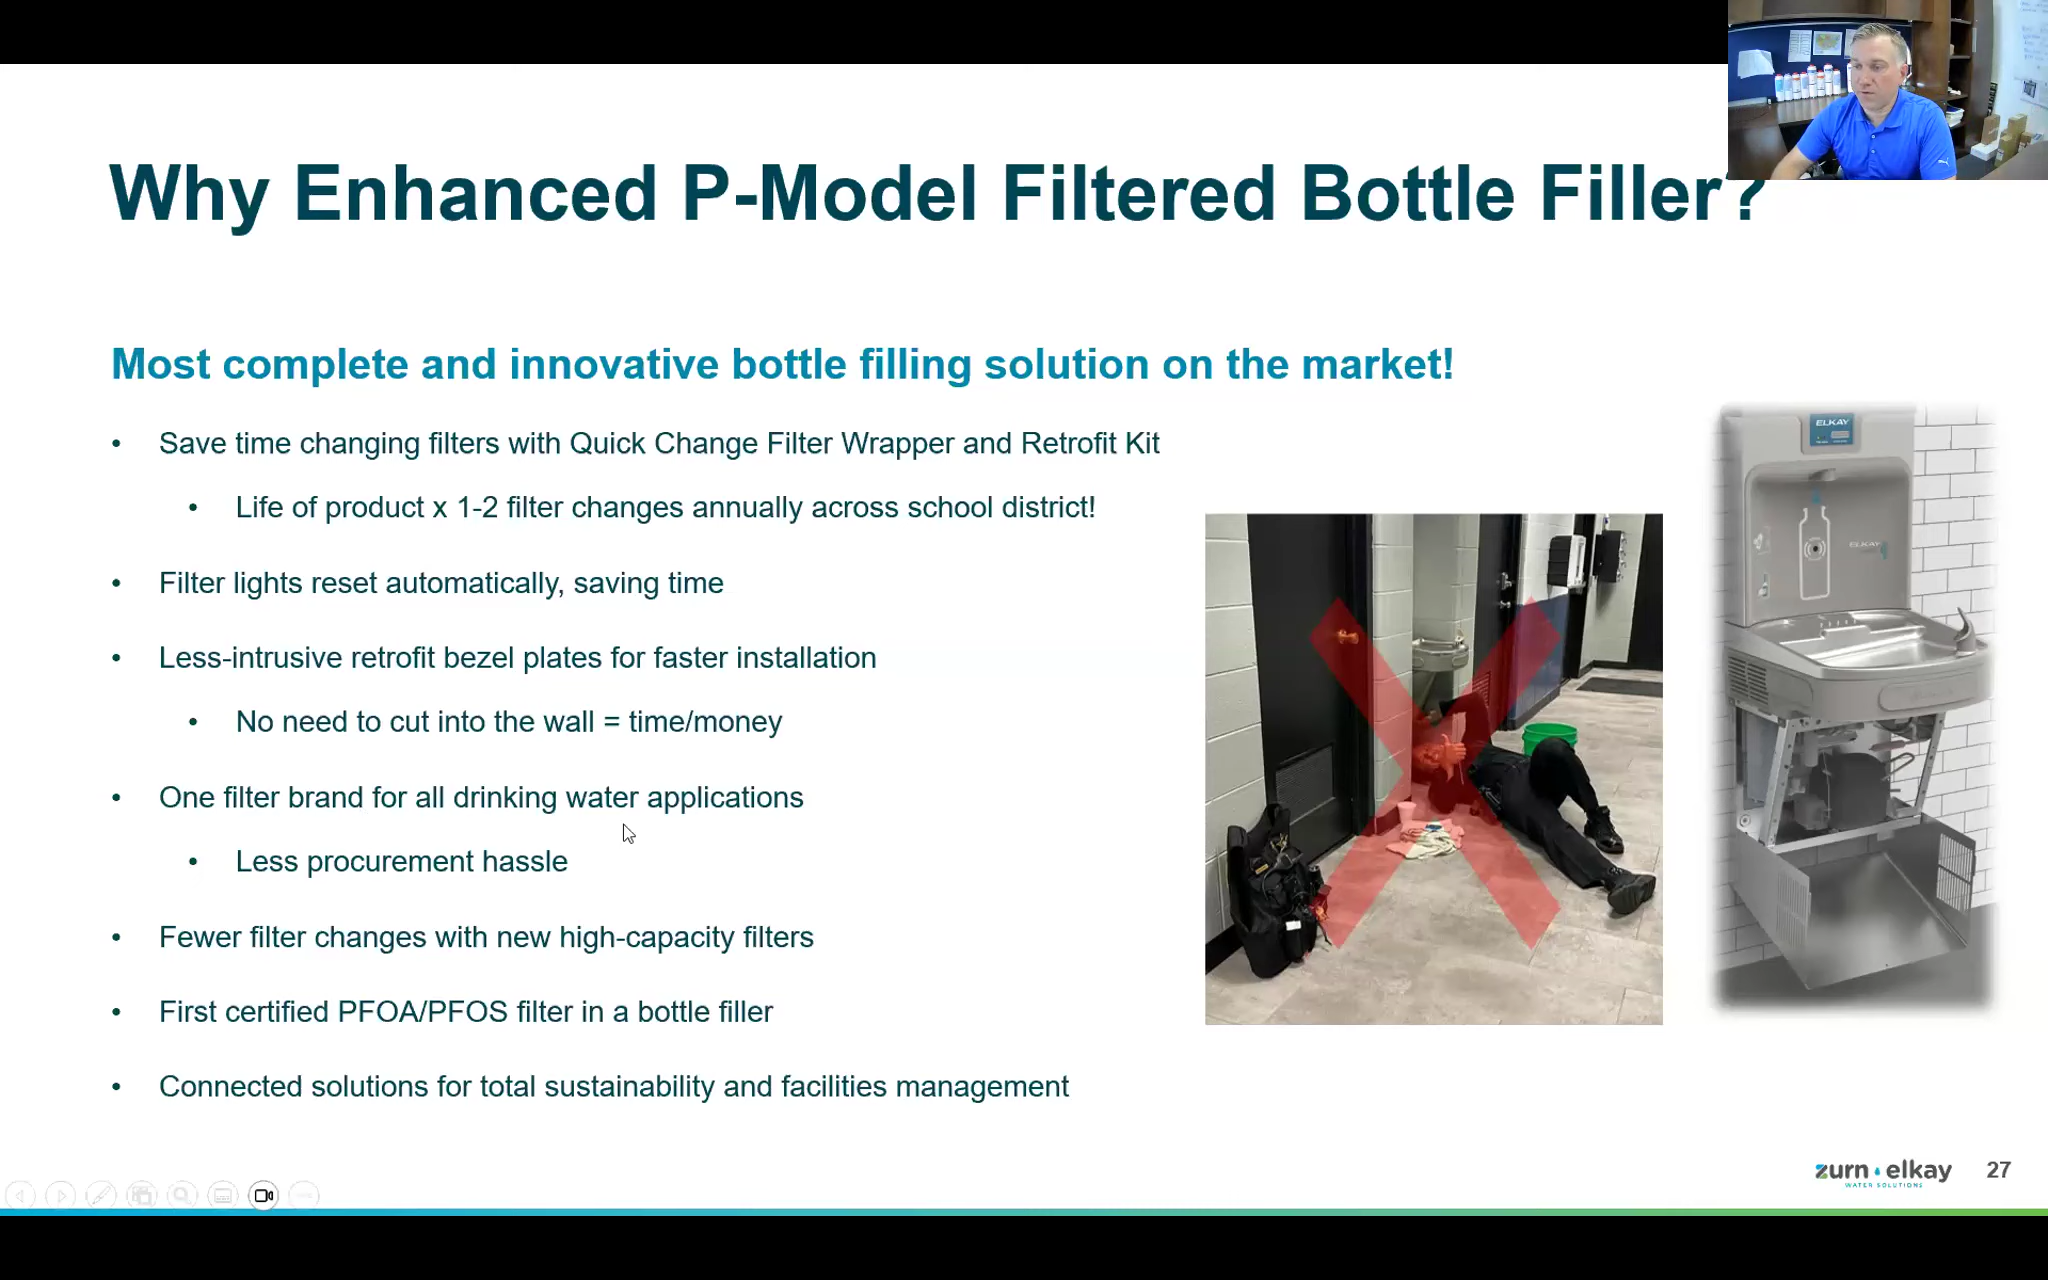 Why Enhanced P-Model Filtered Bottle Filler?
Most complete and innovative bottle filling solution on the market!
• Save time changing filters with Quick Change Filter Wrapper and Retrofit Kit
• Life of product x 1-2 filter changes annually across school district!
• Filter lights reset automatically, saving time
• Less-intrusive retrofit bezel plates for faster installation
• No need to cut into the wall = time/money
• One filter brand for all drinking water applications
• Less procurement hassle
• Fewer filter changes with new high-capacity filters
• First certified PFOA/PFOS filter in a bottle filler
• Connected solutions for total sustainability and facilities management
ELKAY
ELKAY
zurn elkay
WATER SOLUTIONS
27